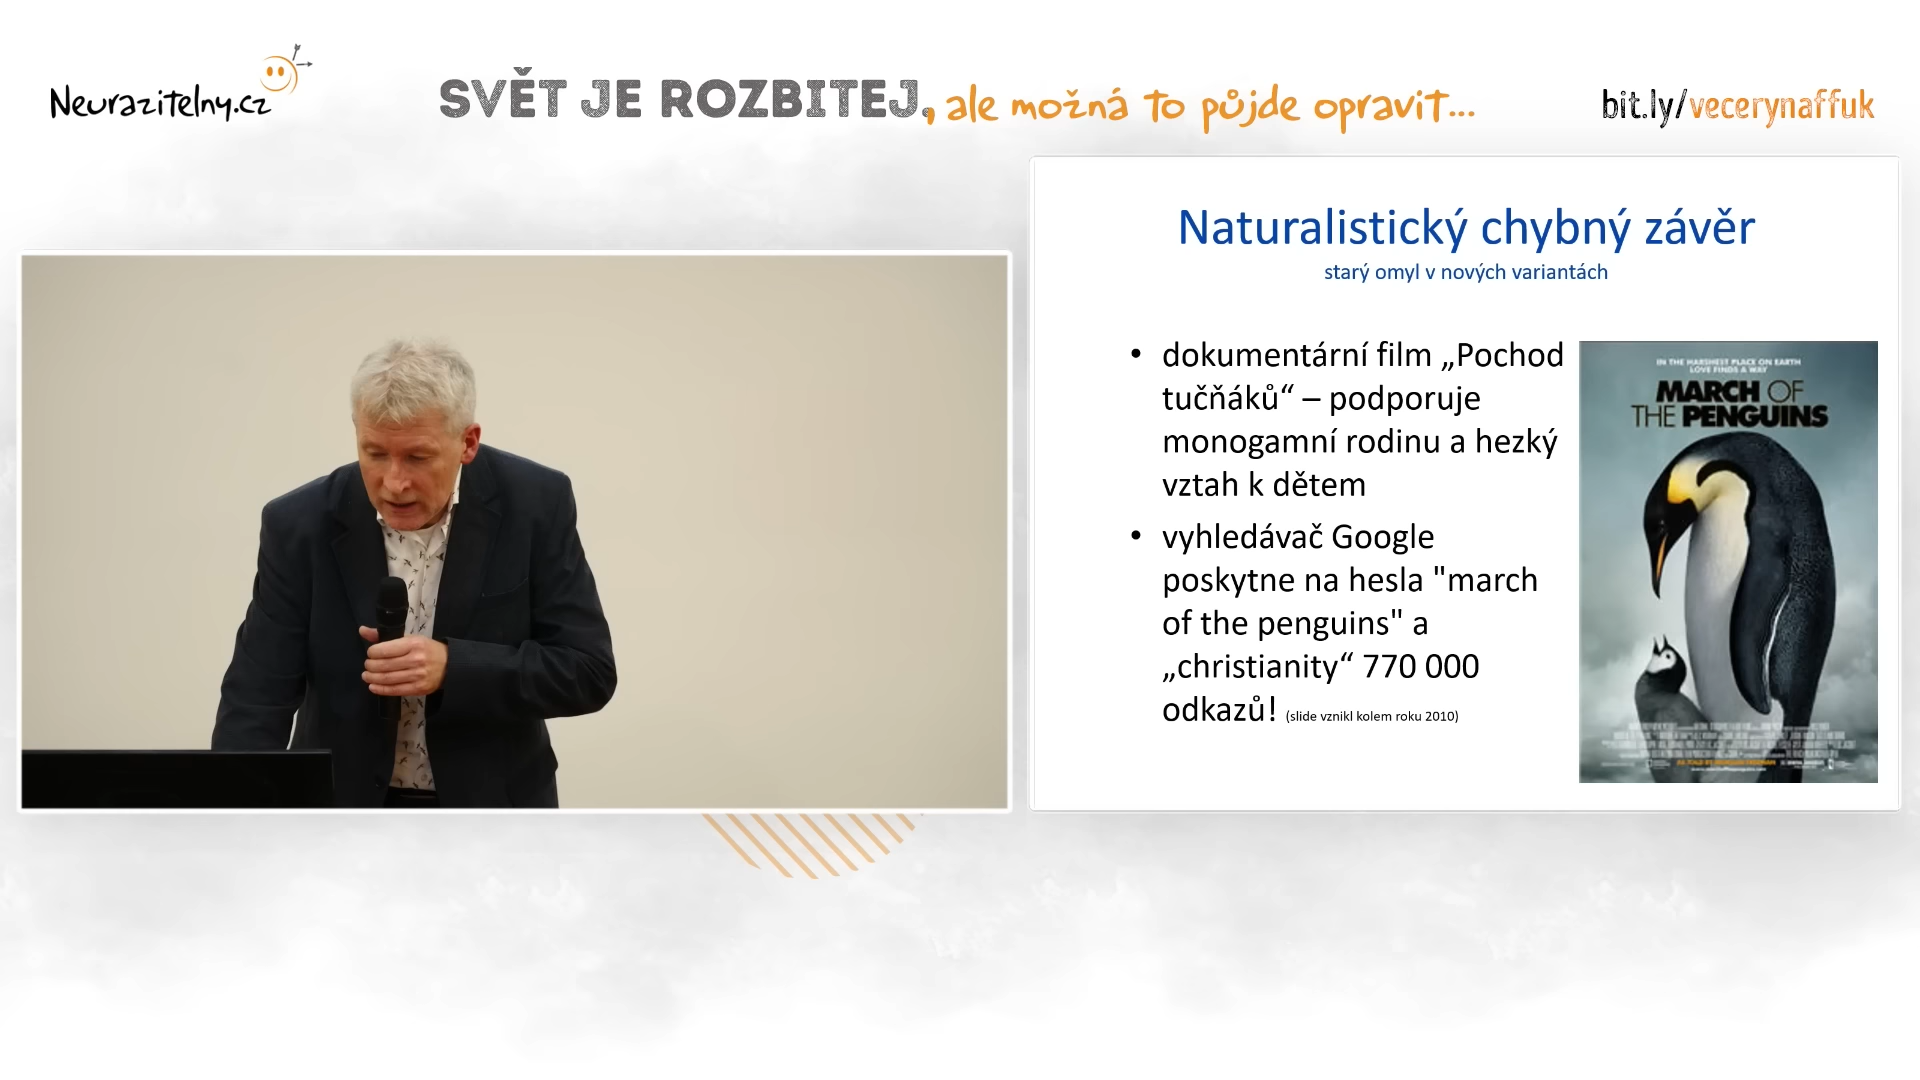 Neurazitelny.cz
SVĚT JE ROZBITEJ, ale možná to půjde opravit...
bit.ly/vecerynaffuk
Naturalistický chybný závěr
starý omyl v nových variantách
• dokumentární film „Pochod
tučňáků“ – podporuje
monogamní rodinu a hezký
vztah k dětem
• vyhledávač Google
poskytne na hesla "march
of the penguins" a
„christianity“ 770 000
odkazů! (slide vznikl kolem roku 2010)
IN THE HARSHEST PLACE ON EARTH
LOVE FINDS A WAY
MARCH OF
THE PENGUINS